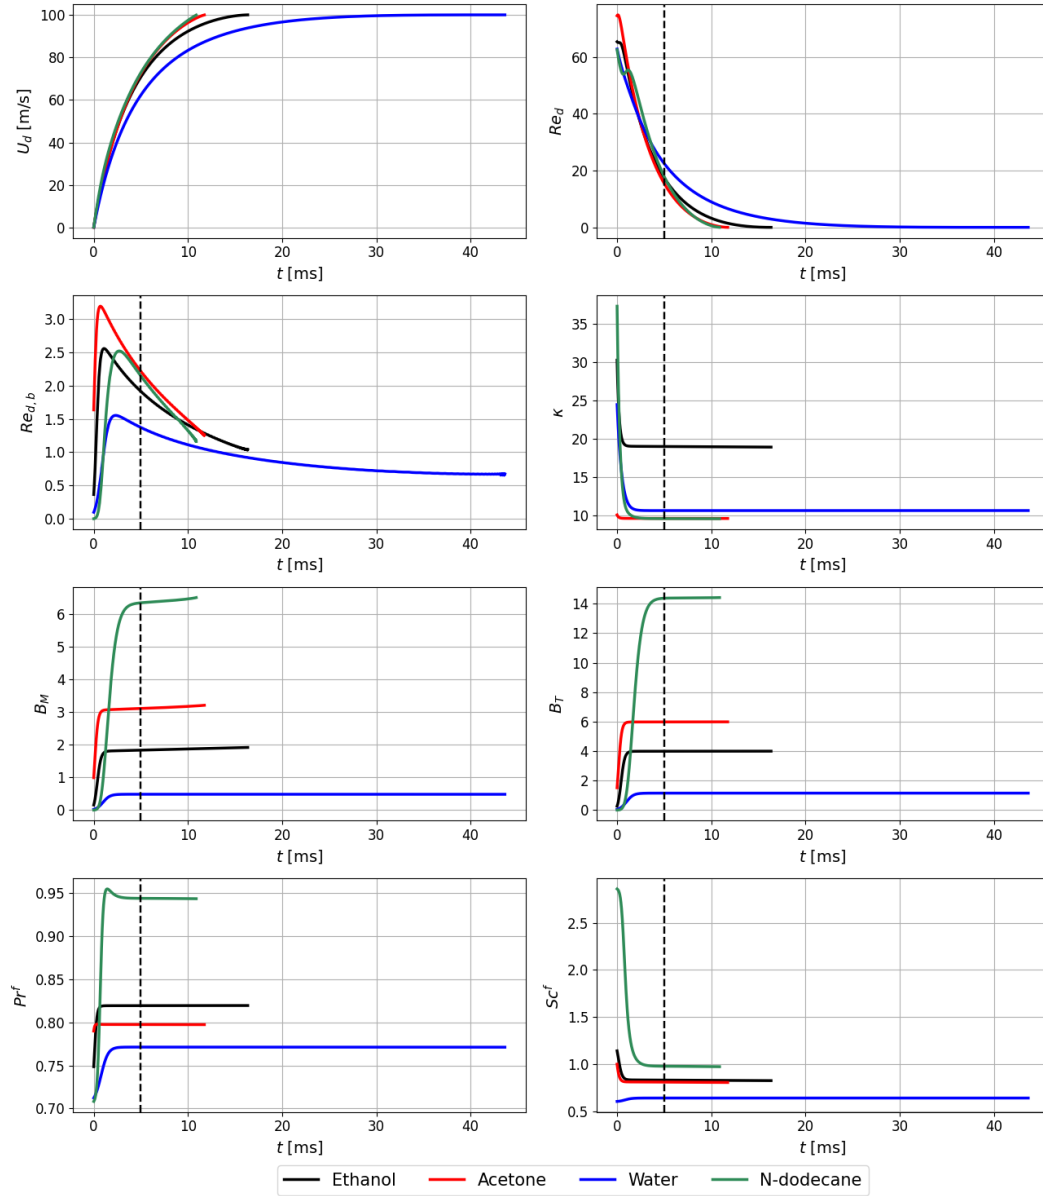 100
80
60
40
20
0
U_d [m/s]
0 10 20 30 40
t [ms]
60
40
20
0
Re_d
0 10 20 30 40
t [ms]
3.0
2.5
2.0
1.5
1.0
0.5
0.0
Re_{d,b}
0 10 20 30 40
t [ms]
35
30
25
20
15
10
κ
0 10 20 30 40
t [ms]
6
5
4
3
2
1
0
B_M
0 10 20 30 40
t [ms]
14
12
10
8
6
4
2
0
B_T
0 10 20 30 40
t [ms]
0.95
0.90
0.85
0.80
0.75
0.70
Pr^f
0 10 20 30 40
t [ms]
2.5
2.0
1.5
1.0
0.5
Sc^f
0 10 20 30 40
t [ms]
Ethanol Acetone Water N-dodecane